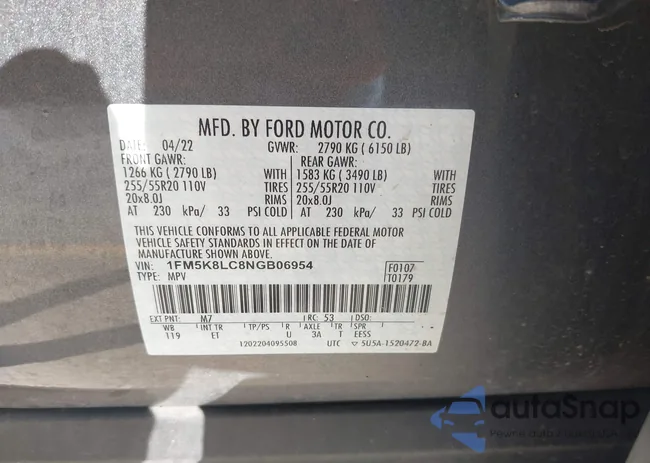 MFD. BY FORD MOTOR CO.
DATE: 04/22 GVWR: 2790 KG ( 6150 LB)
FRONT GAWR: REAR GAWR:
1266 KG ( 2790 LB) WITH 1583 KG ( 3490 LB) WITH
255/55R20 110V TIRES 255/55R20 110V TIRES
20x8.0J RIMS 20x8.0J RIMS
AT 230 kPa/ 33 PSI COLD AT 230 kPa/ 33 PSI COLD
THIS VEHICLE CONFORMS TO ALL APPLICABLE FEDERAL MOTOR
VEHICLE SAFETY STANDARDS IN EFFECT ON THE DATE OF
MANUFACTURE SHOWN ABOVE.
VIN: 1FM5K8LC8NGB06954 F0107
TYPE: MPV T0179
EXT PNT: M7 RC: 53 DSO:
WB INT TR TP/PS R AXLE TR SPR
119 ET U 3A T EESS
1202204095508 UTC ▽ 5U5A-1520472-BA
autoSnap